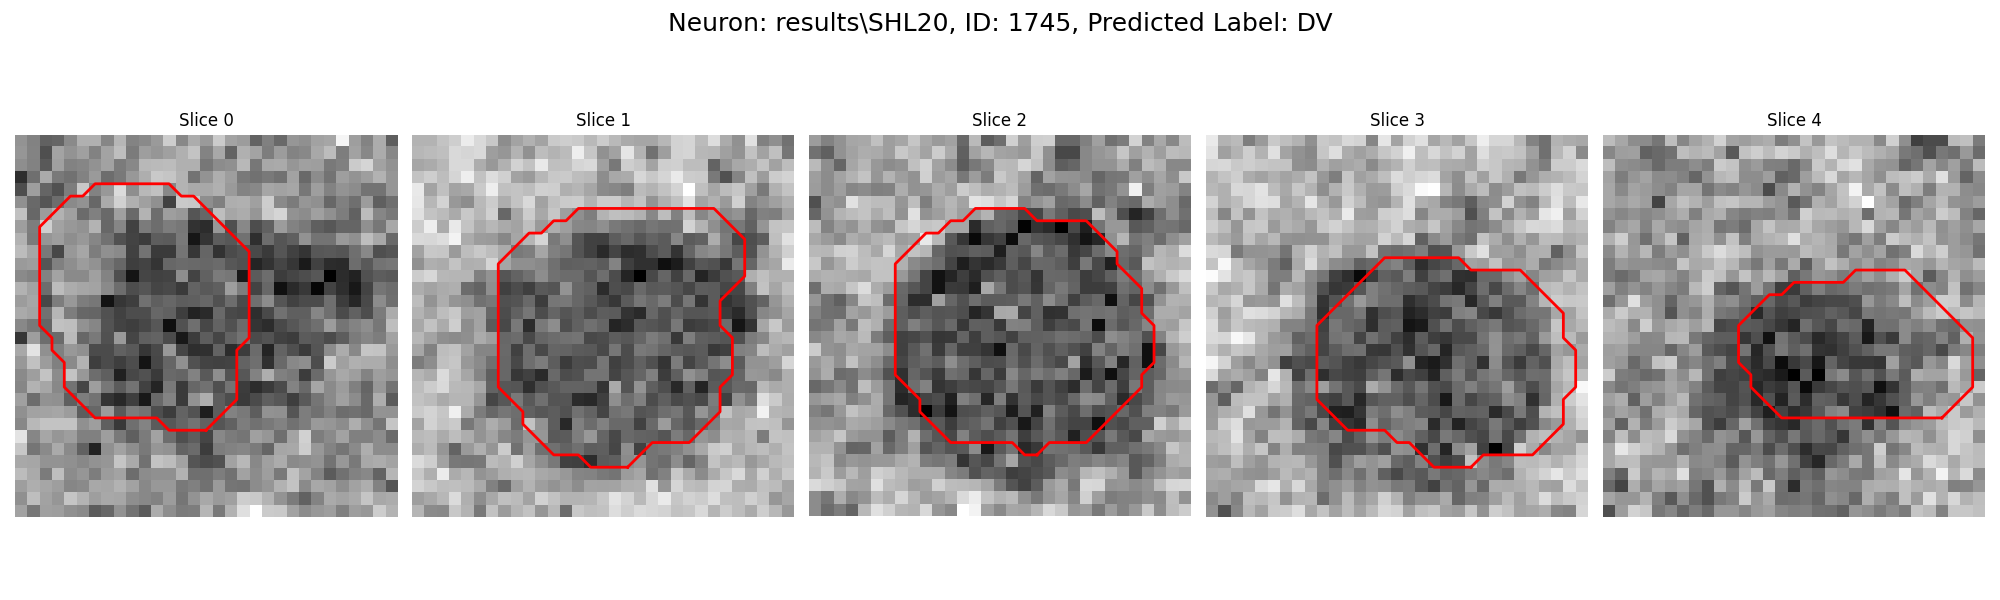 Neuron: results\SHL20, ID: 1745, Predicted Label: DV
Slice 0
Slice 1
Slice 2
Slice 3
Slice 4